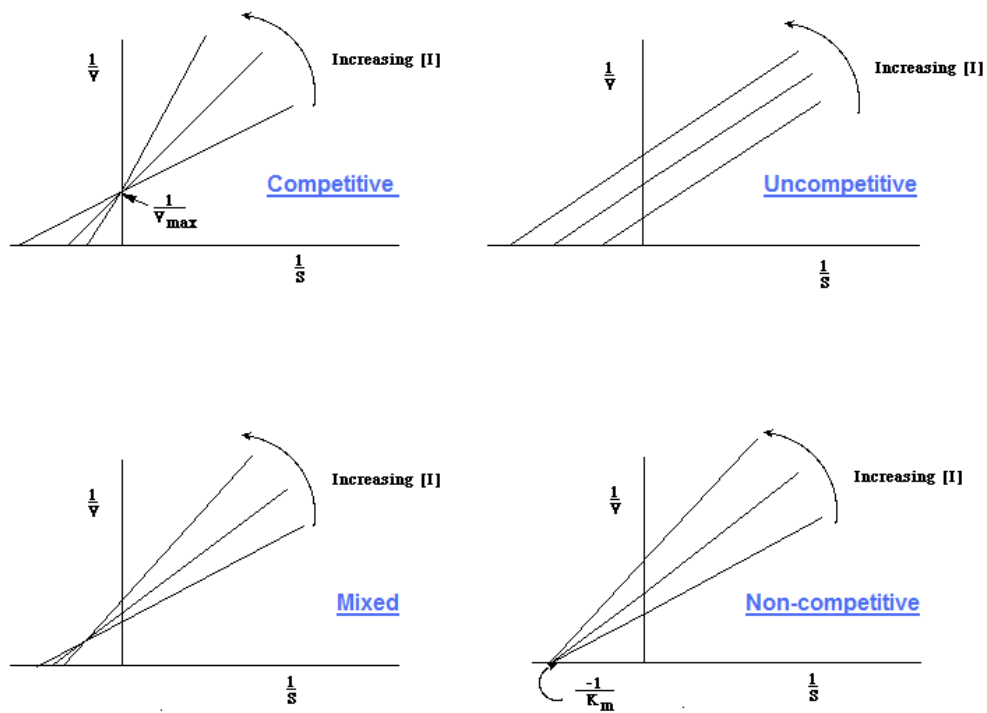 1
V
Increasing [I]
Competitive
1
Vmax
1
S
1
V
Increasing [I]
Uncompetitive
1
S
1
V
Increasing [I]
Mixed
1
S
1
V
Increasing [I]
Non-competitive
-1
Km
1
S